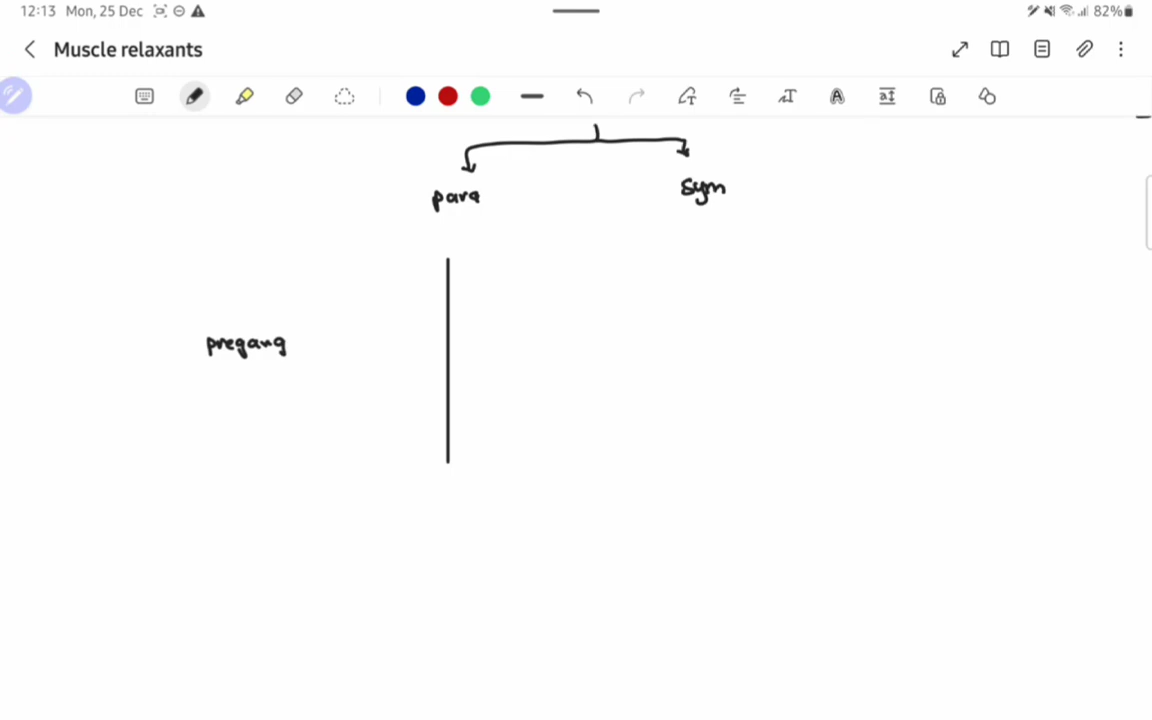 12:13 Mon, 25 Dec 82%
Muscle relaxants
para sym
pregang